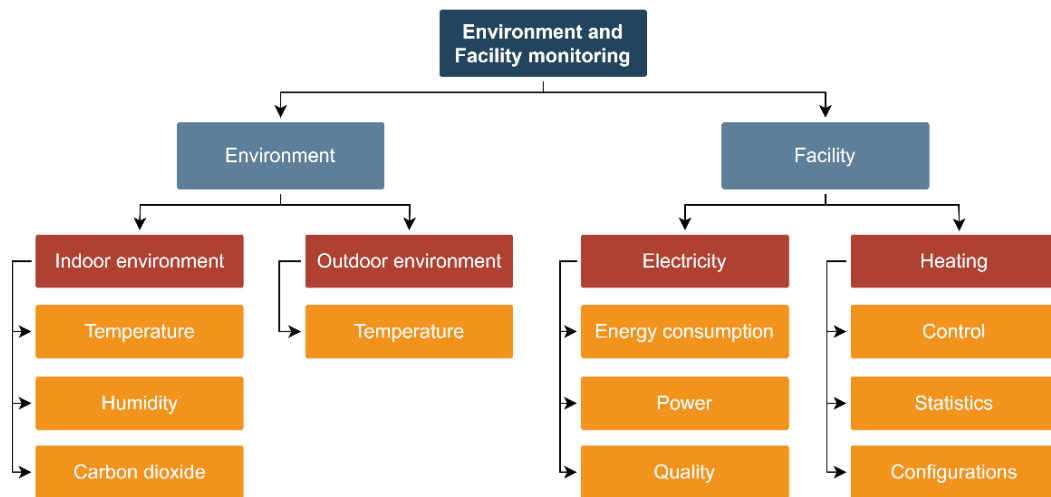 Environment and
Facility monitoring
Environment
Facility
Indoor environment
Outdoor environment
Electricity
Heating
Temperature
Temperature
Energy consumption
Control
Humidity
Power
Statistics
Carbon dioxide
Quality
Configurations